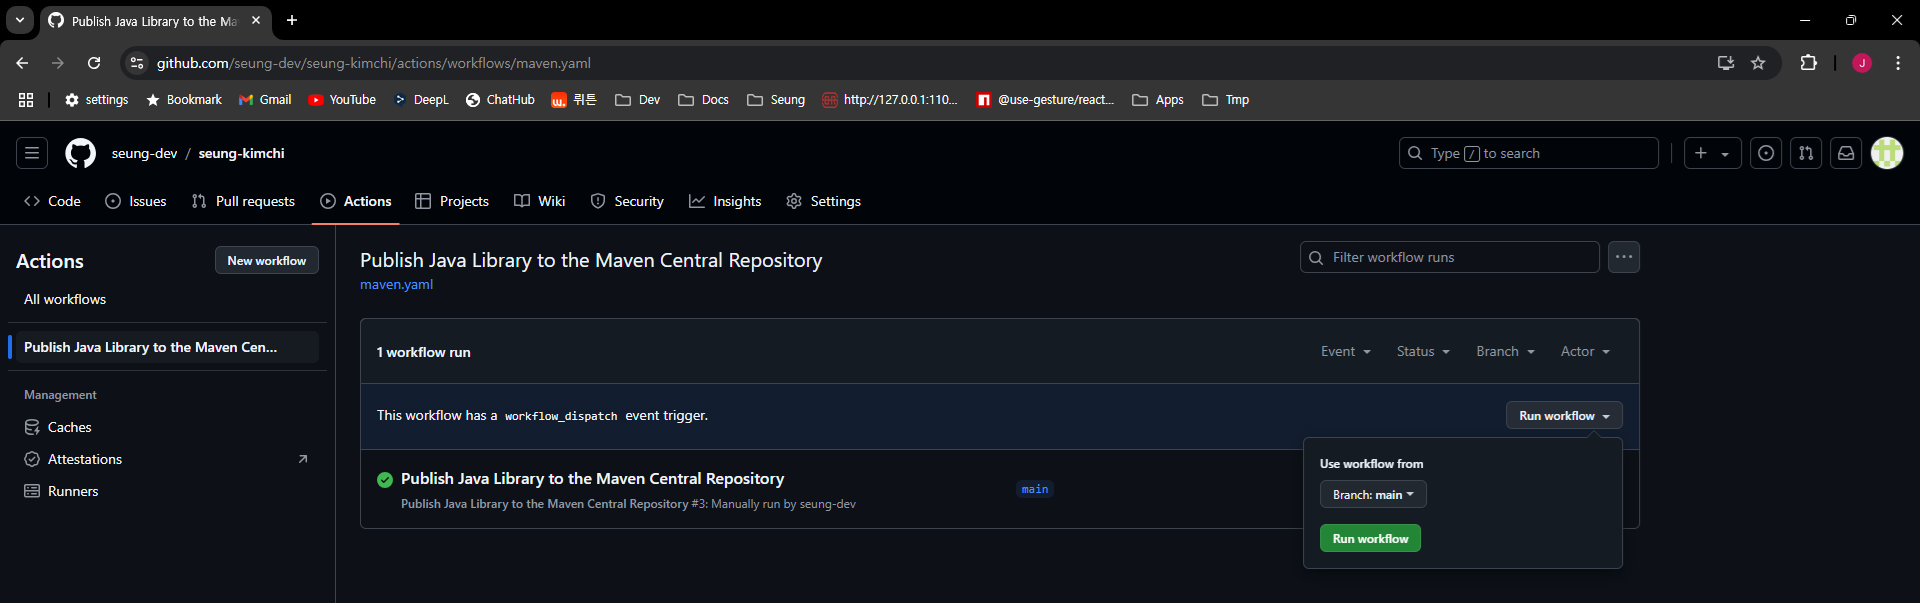 Publish Java Library to the Ma
github.com/seung-dev/seung-kimchi/actions/workflows/maven.yaml
settings Bookmark Gmail YouTube DeepL ChatHub 뤼튼 Dev Docs Seung http://127.0.0.1:110... @use-gesture/react... Apps Tmp
seung-dev / seung-kimchi Type / to search J
Code Issues Pull requests Actions Projects Wiki Security Insights Settings
Actions New workflow
All workflows
Publish Java Library to the Maven Cen...
Management
Caches
Attestations
Runners
Publish Java Library to the Maven Central Repository
maven.yaml
Filter workflow runs
1 workflow run Event Status Branch Actor
This workflow has a workflow_dispatch event trigger. Run workflow
Publish Java Library to the Maven Central Repository main
Publish Java Library to the Maven Central Repository #3: Manually run by seung-dev
Use workflow from
Branch: main
Run workflow